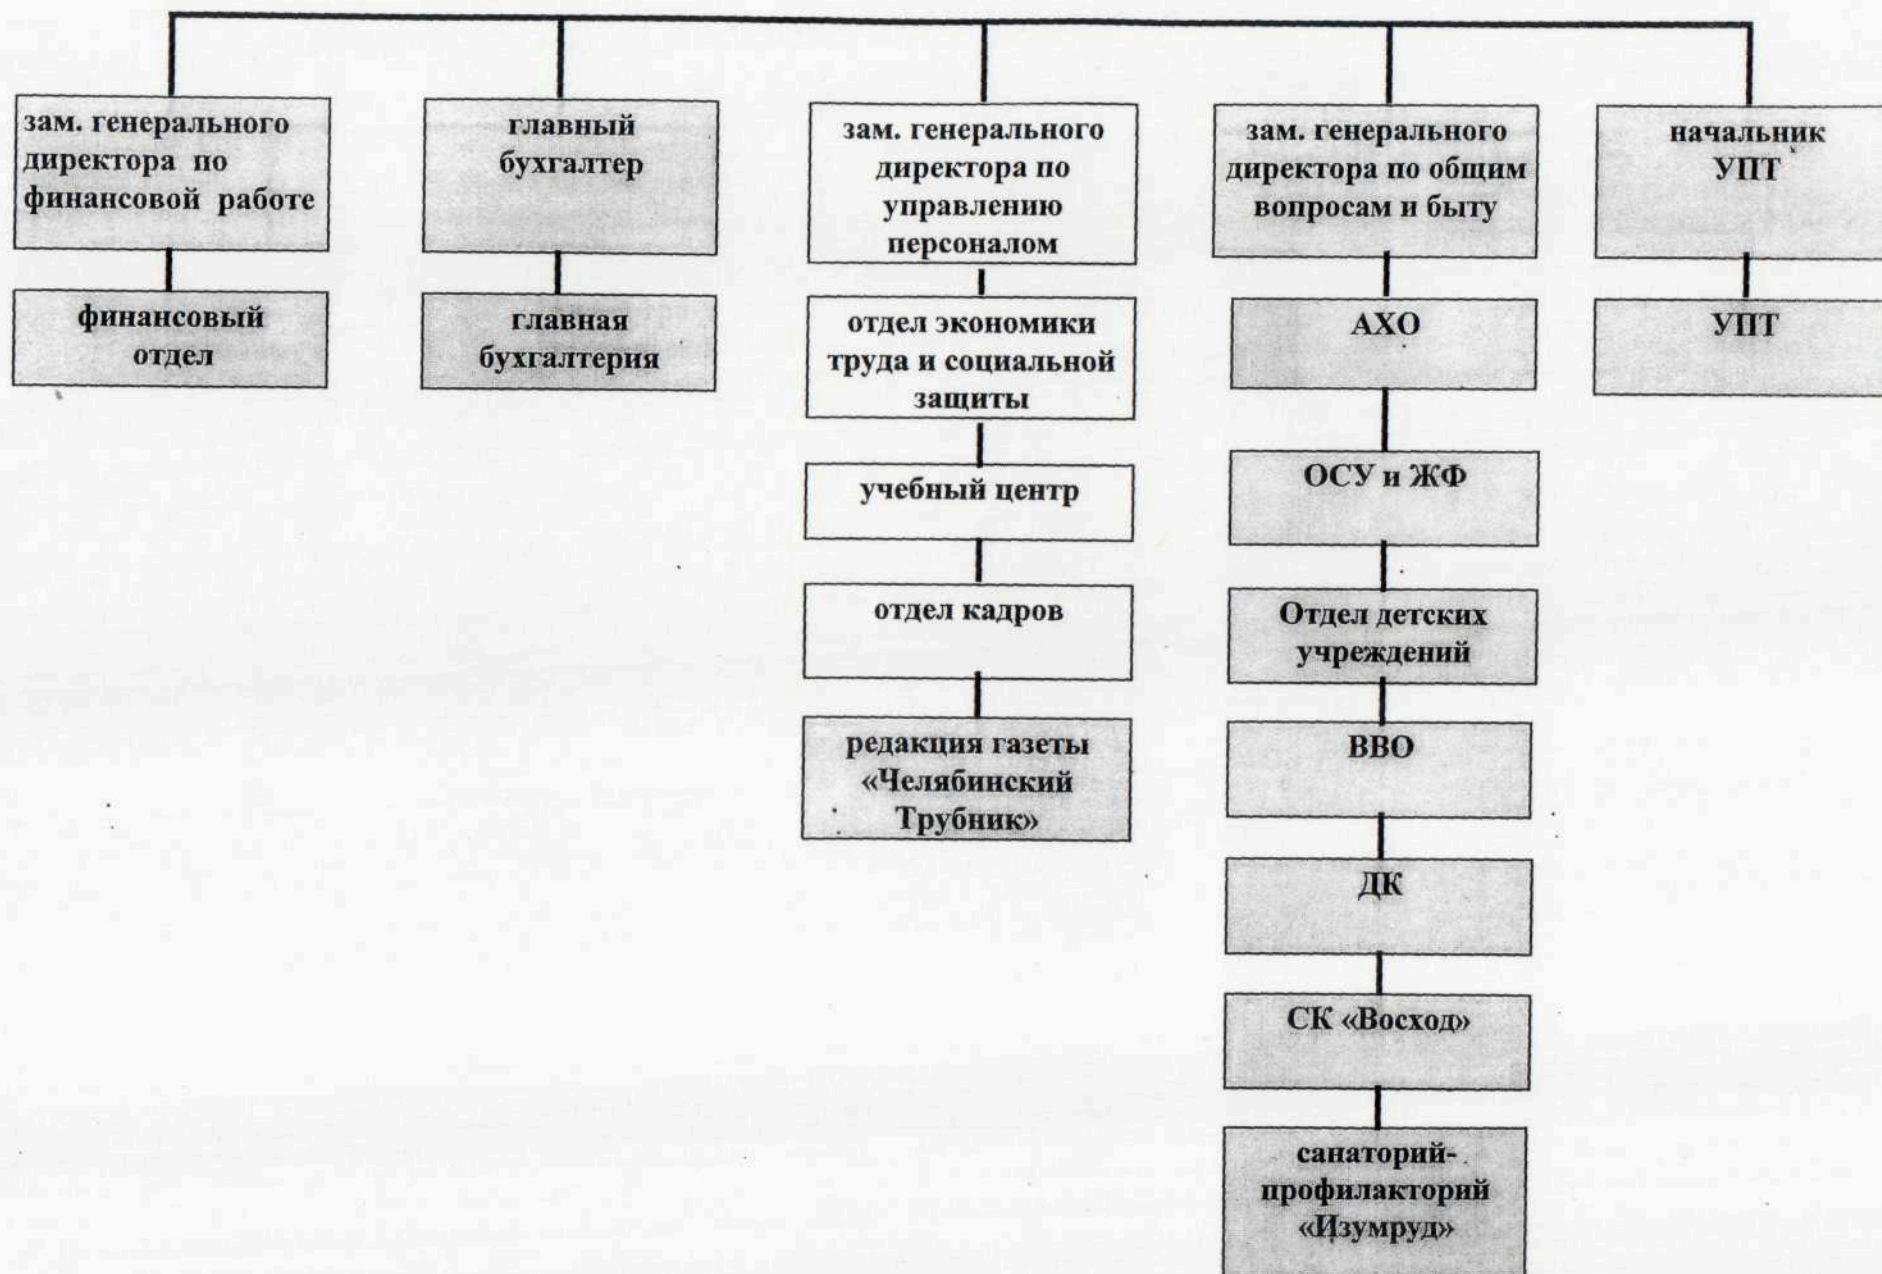 зам. генерального
директора по
финансовой работе
финансовый
отдел
главный
бухгалтер
главная
бухгалтерия
зам. генерального
директора по
управлению
персоналом
отдел экономики
труда и социальной
защиты
учебный центр
отдел кадров
редакция газеты
«Челябинский
Трубник»
зам. генерального
директора по общим
вопросам и быту
АХО
ОСУ и ЖФ
Отдел детских
учреждений
ВВО
ДК
СК «Восход»
санаторий-
профилакторий
«Изумруд»
начальник
УПТ
УПТ